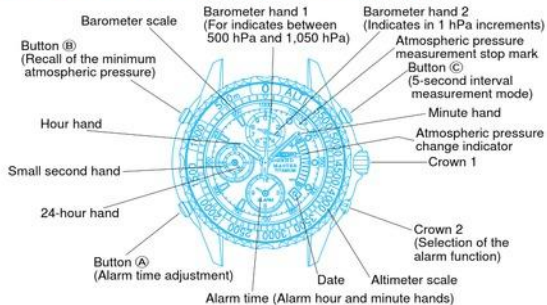 Barometer scale
Barometer hand 1
(For indicates between
500 hPa and 1,050 hPa)
Barometer hand 2
(Indicates in 1 hPa increments)
Atmospheric pressure
measurement stop mark
Button Ⓑ
(Recall of the minimum
atmospheric pressure)
Button Ⓒ
(5-second interval
measurement mode)
Hour hand
Minute hand
Atmospheric pressure
change indicator
Crown 1
Small second hand
24-hour hand
Crown 2
(Selection of the
alarm function)
Button Ⓐ
(Alarm time adjustment)
Date
Altimeter scale
Alarm time (Alarm hour and minute hands)